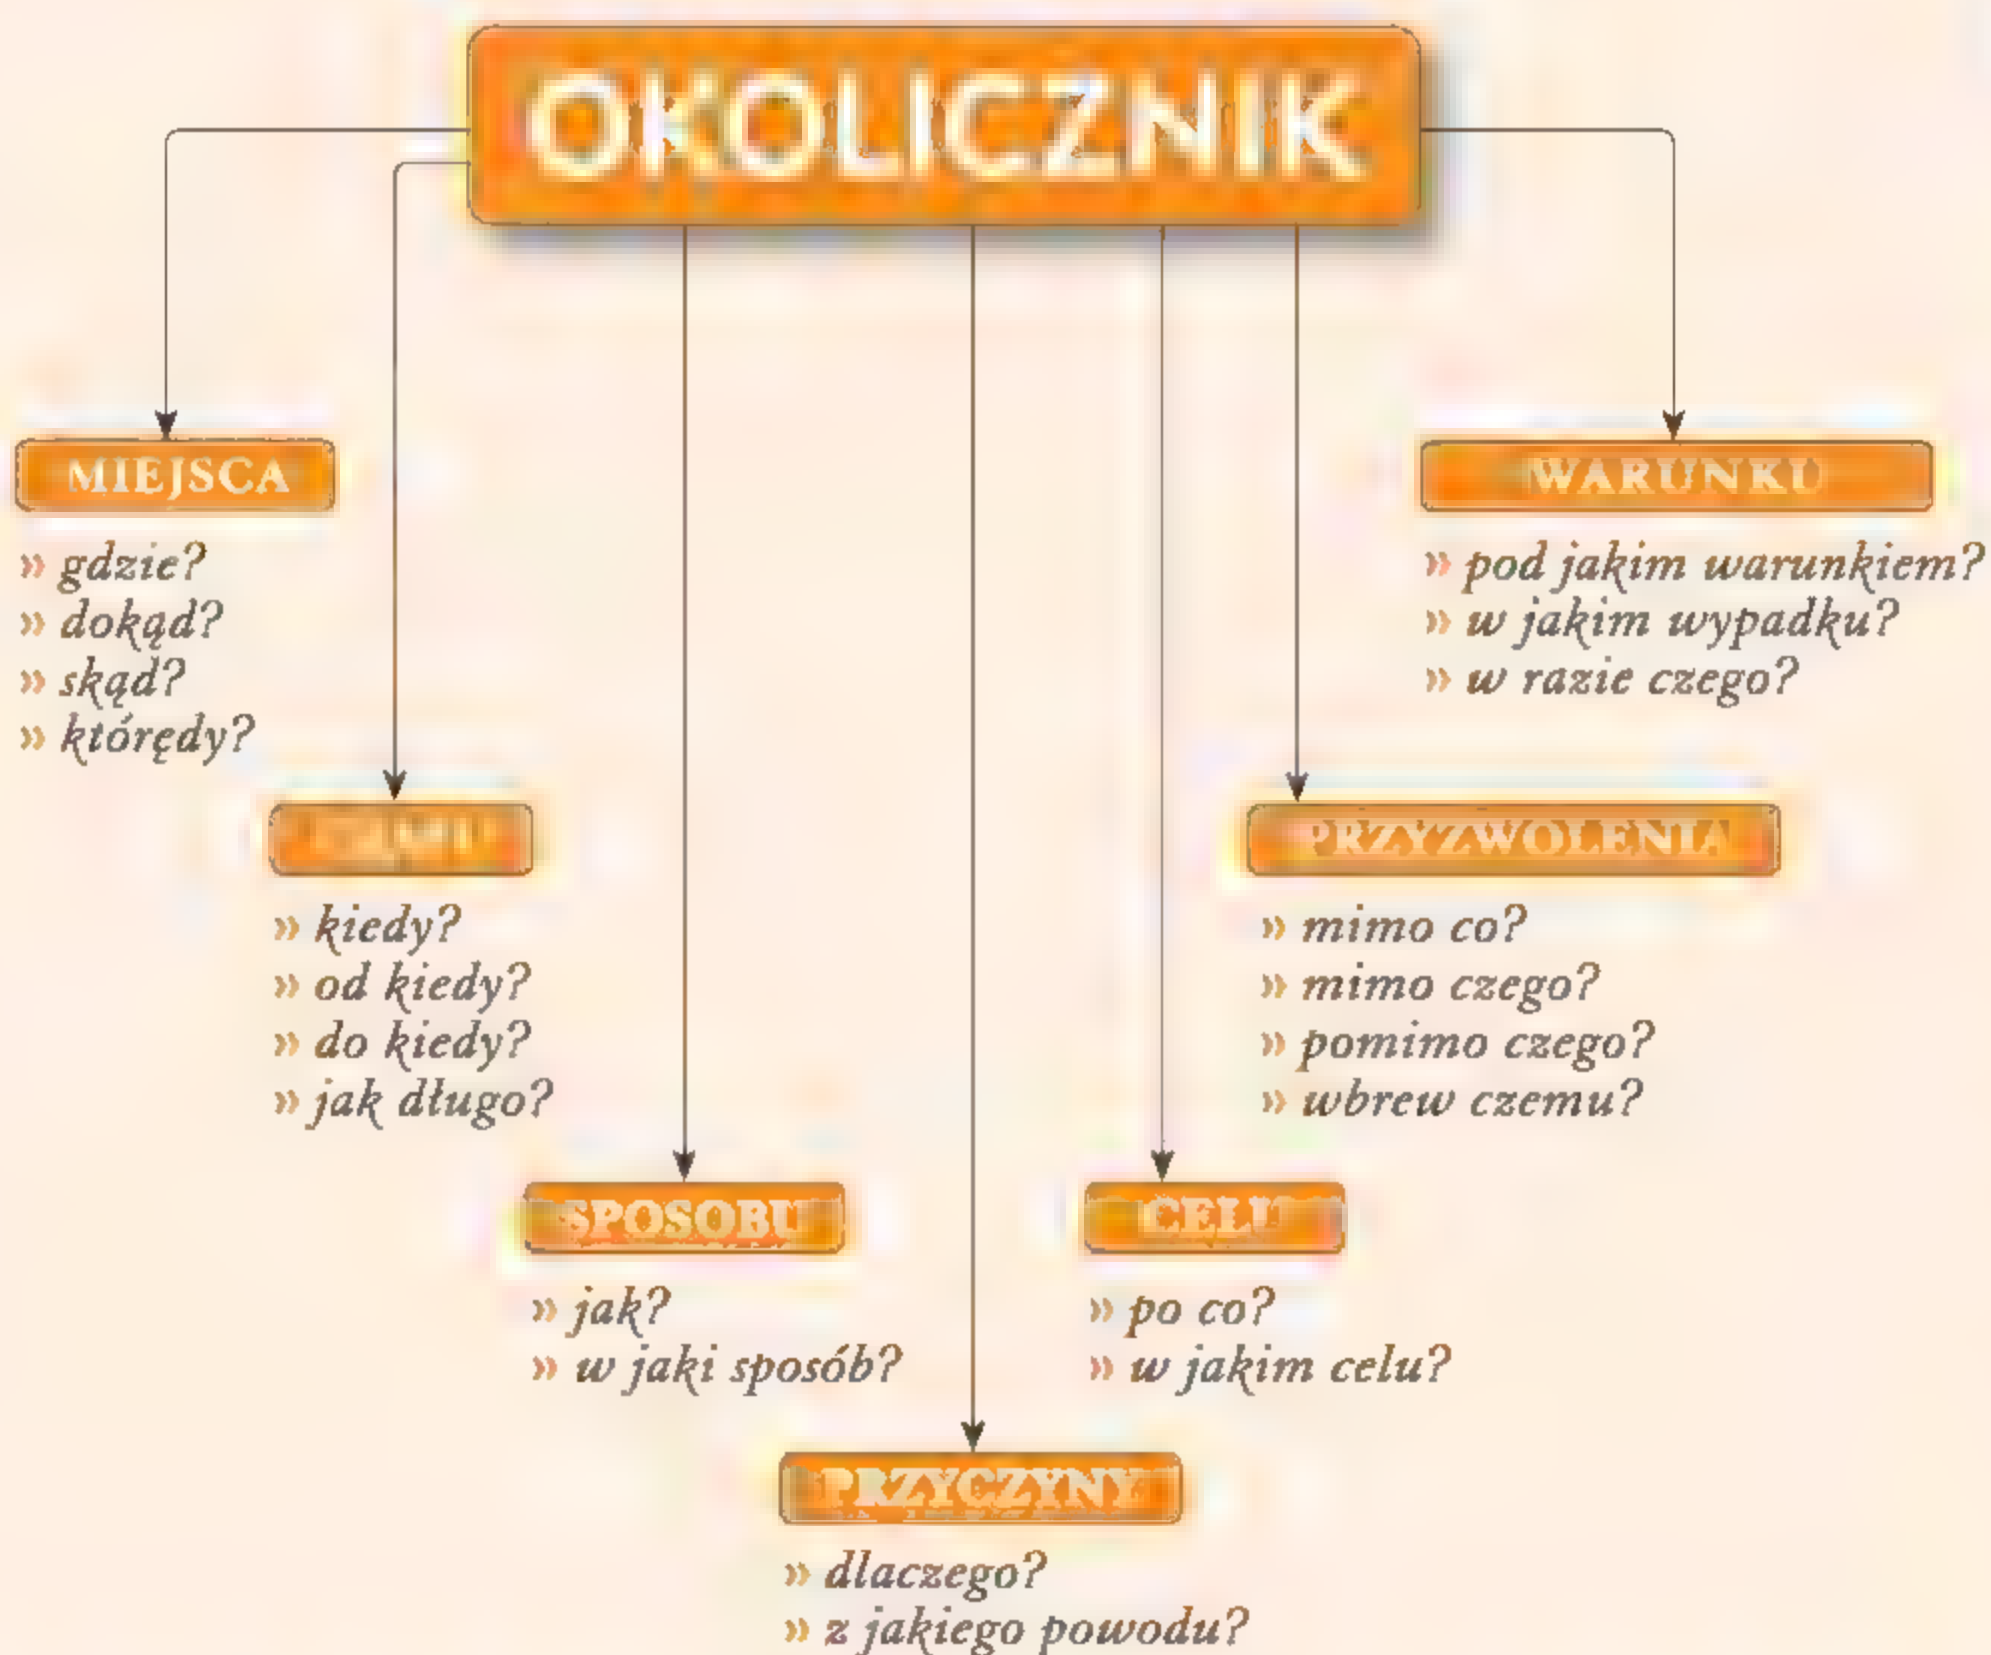 OKOLICZNIK
MIEJSCA
» gdzie?
» dokąd?
» skąd?
» którędy?
» kiedy?
» od kiedy?
» do kiedy?
» jak długo?
SPOSOBU
» jak?
» w jaki sposób?
PRZYCZYNY
» dlaczego?
» z jakiego powodu?
CELU
» po co?
» w jakim celu?
PRZYZWOLENIA
» mimo co?
» mimo czego?
» pomimo czego?
» wbrew czemu?
WARUNKU
» pod jakim warunkiem?
» w jakim wypadku?
» w razie czego?